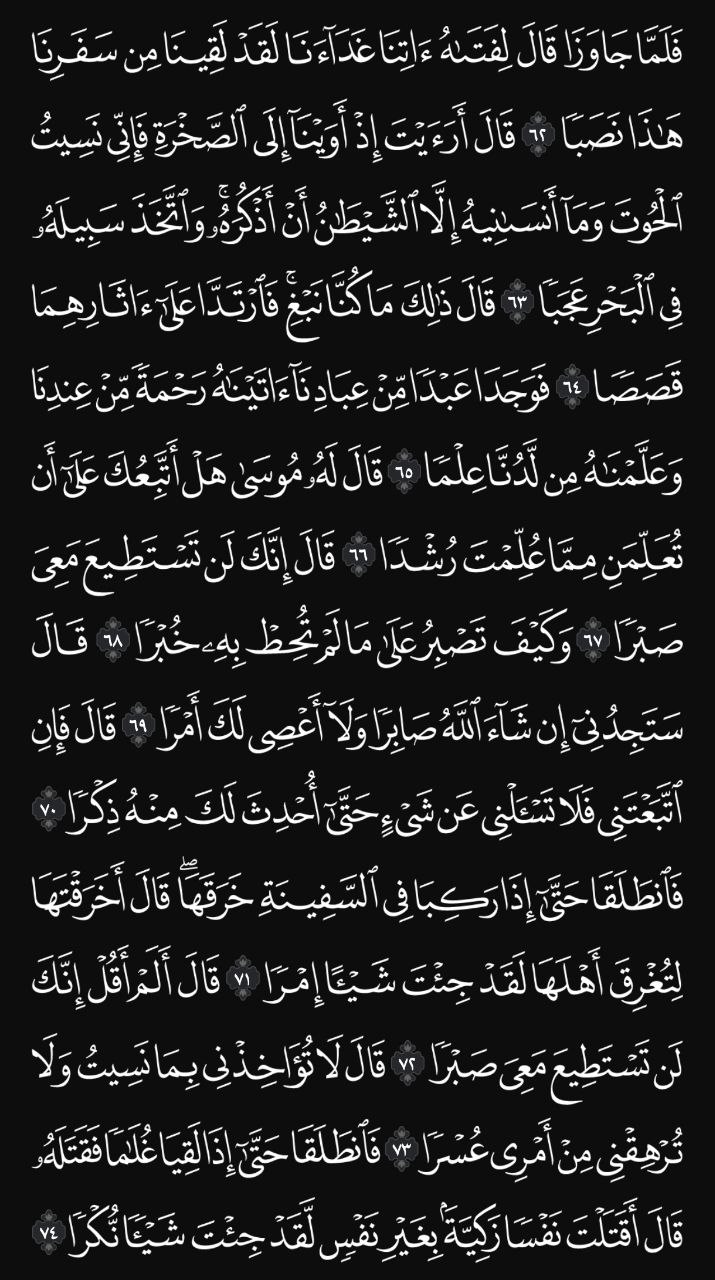 فَلَمَّا جَاوَزَا قَالَ لِفَتَىٰهُ ءَاتِنَا غَدَآءَنَا لَقَدْ لَقِينَا مِن سَفَرِنَا
هَٰذَا نَصَبًا ٦٢ قَالَ أَرَءَيْتَ إِذْ أَوَيْنَآ إِلَى ٱلصَّخْرَةِ فَإِنِّى نَسِيتُ
ٱلْحُوتَ وَمَآ أَنسَىٰنِيهُ إِلَّا ٱلشَّيْطَٰنُ أَنْ أَذْكُرَهُۥ ۚ وَٱتَّخَذَ سَبِيلَهُۥ
فِى ٱلْبَحْرِ عَجَبًا ٦٣ قَالَ ذَٰلِكَ مَا كُنَّا نَبْغِ ۚ فَٱرْتَدَّا عَلَىٰٓ ءَاثَارِهِمَا
قَصَصًا ٦٤ فَوَجَدَا عَبْدًا مِّنْ عِبَادِنَآ ءَاتَيْنَٰهُ رَحْمَةً مِّنْ عِندِنَا
وَعَلَّمْنَٰهُ مِن لَّدُنَّا عِلْمًا ٦٥ قَالَ لَهُۥ مُوسَىٰ هَلْ أَتَّبِعُكَ عَلَىٰٓ أَن
تُعَلِّمَنِ مِمَّا عُلِّمْتَ رُشْدًا ٦٦ قَالَ إِنَّكَ لَن تَسْتَطِيعَ مَعِىَ
صَبْرًا ٦٧ وَكَيْفَ تَصْبِرُ عَلَىٰ مَا لَمْ تُحِطْ بِهِۦ خُبْرًا ٦٨ قَالَ
سَتَجِدُنِىٓ إِن شَآءَ ٱللَّهُ صَابِرًا وَلَآ أَعْصِى لَكَ أَمْرًا ٦٩ قَالَ فَإِنِ
ٱتَّبَعْتَنِى فَلَا تَسْـَٔلْنِى عَن شَىْءٍ حَتَّىٰٓ أُحْدِثَ لَكَ مِنْهُ ذِكْرًا ٧٠
فَٱنطَلَقَا حَتَّىٰٓ إِذَا رَكِبَا فِى ٱلسَّفِينَةِ خَرَقَهَا ۖ قَالَ أَخَرَقْتَهَا
لِتُغْرِقَ أَهْلَهَا لَقَدْ جِئْتَ شَيْـًٔا إِمْرًا ٧١ قَالَ أَلَمْ أَقُلْ إِنَّكَ
لَن تَسْتَطِيعَ مَعِىَ صَبْرًا ٧٢ قَالَ لَا تُؤَاخِذْنِى بِمَا نَسِيتُ وَلَا
تُرْهِقْنِى مِنْ أَمْرِى عُسْرًا ٧٣ فَٱنطَلَقَا حَتَّىٰٓ إِذَا لَقِيَا غُلَٰمًا فَقَتَلَهُۥ
قَالَ أَقَتَلْتَ نَفْسًا زَكِيَّةًۢ بِغَيْرِ نَفْسٍ لَّقَدْ جِئْتَ شَيْـًٔا نُّكْرًا ٧٤